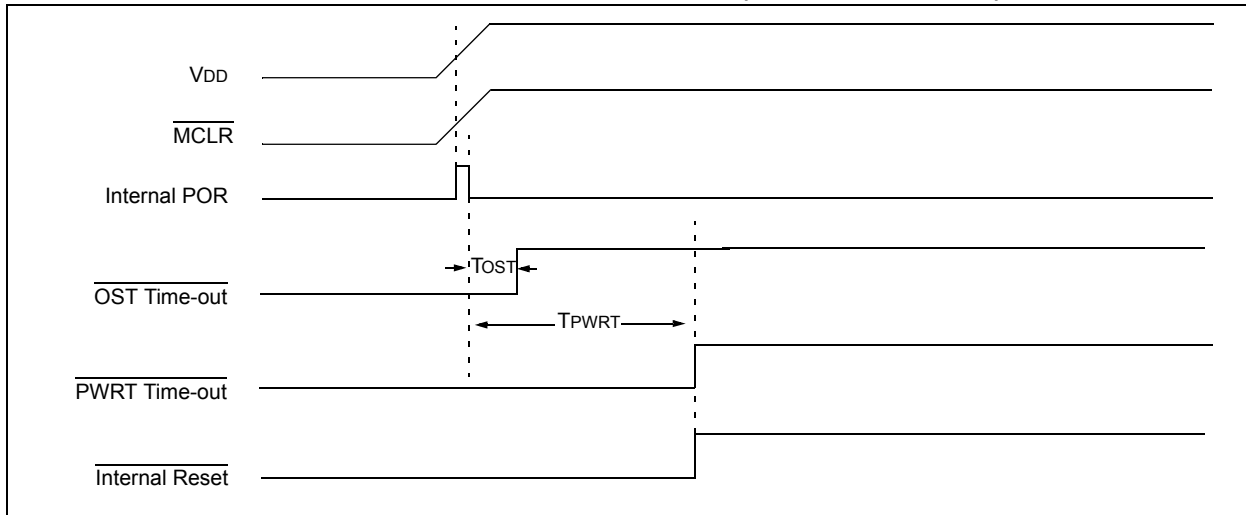 VDD
MCLR
Internal POR
TOST
OST Time-out
TPWRT
PWRT Time-out
Internal Reset